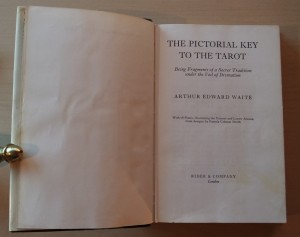 THE PICTORIAL KEY
TO THE TAROT
Being Fragments of a Secret Tradition
under the Veil of Divination
ARTHUR EDWARD WAITE
RIDER & COMPANY
London